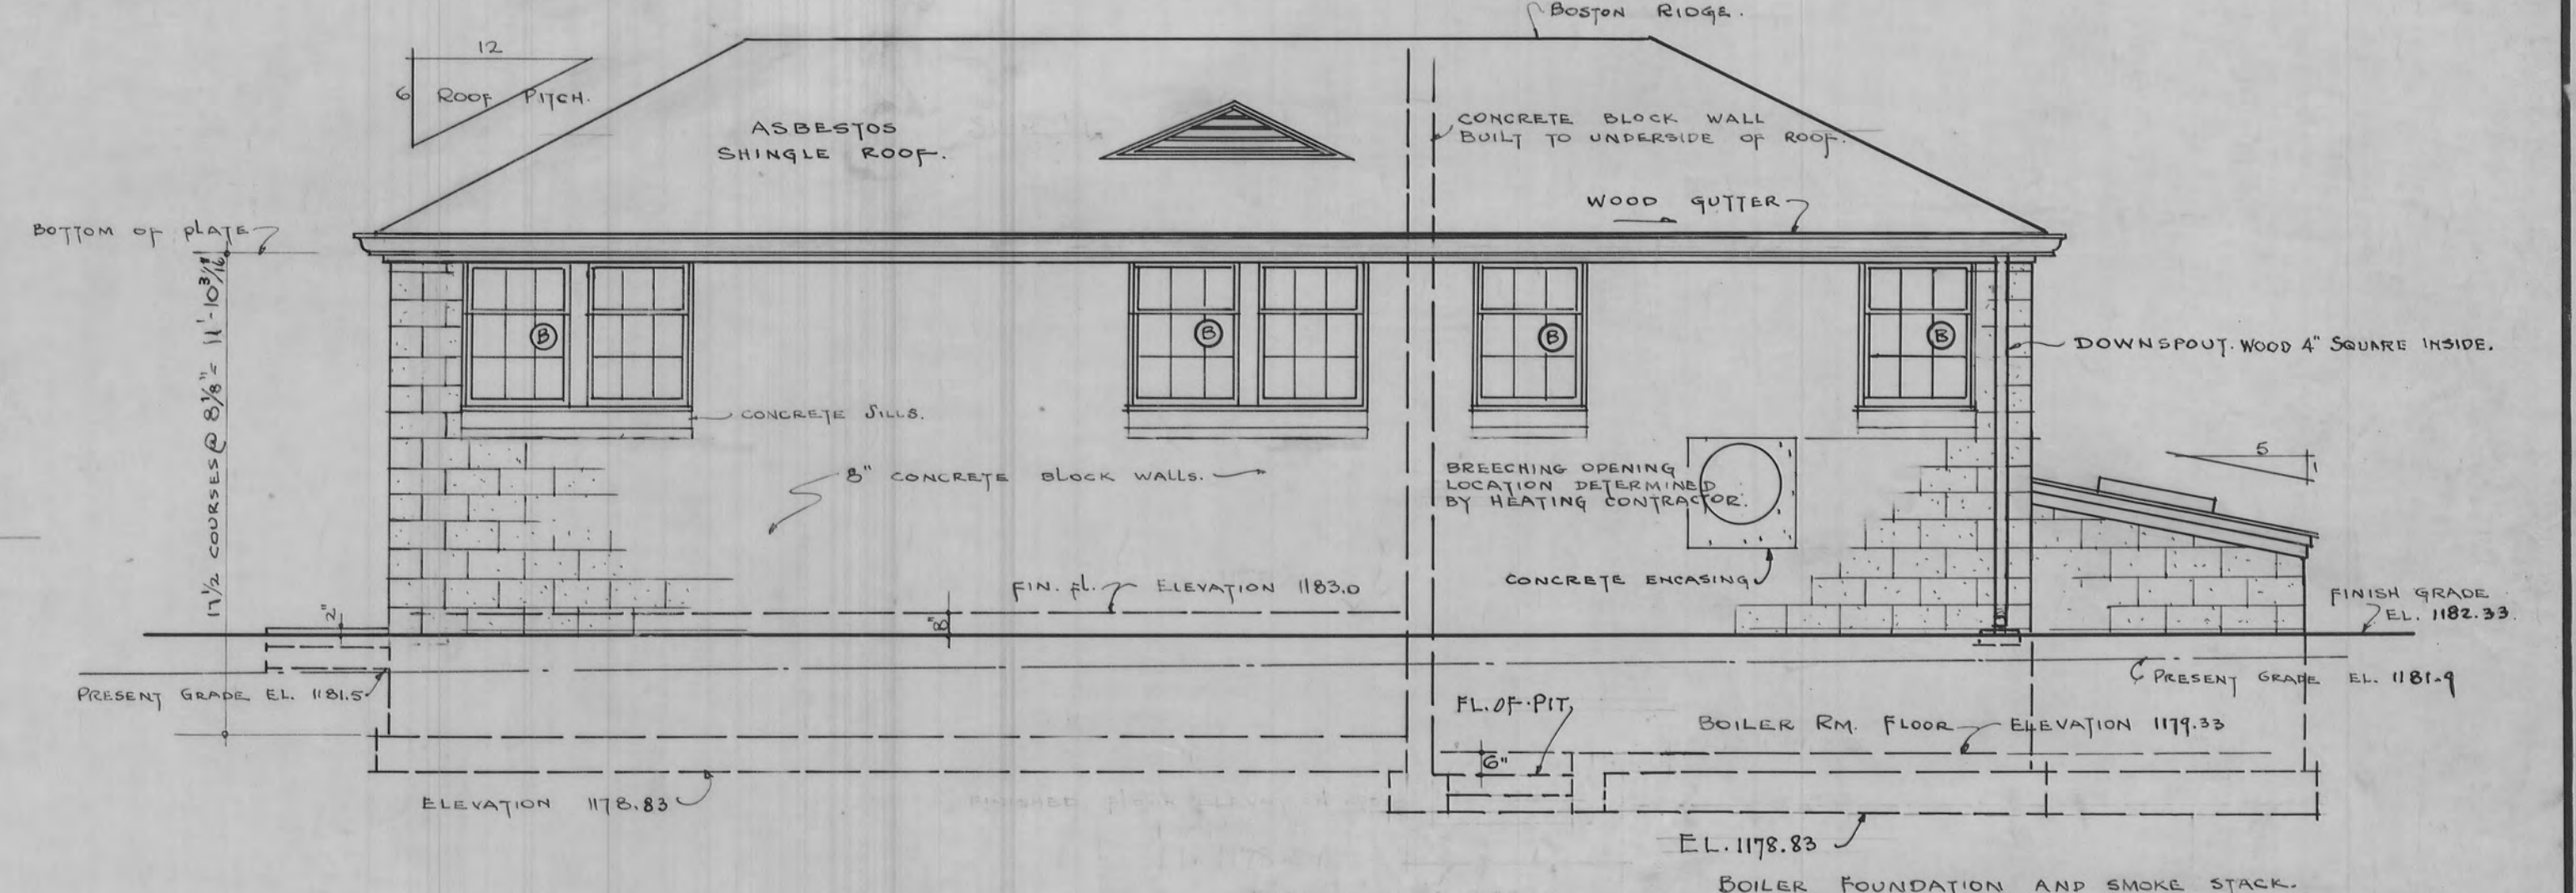 BOSTON RIDGE.
12
6 ROOF PITCH.
ASBESTOS
SHINGLE ROOF.
CONCRETE BLOCK WALL
BUILT TO UNDERSIDE OF ROOF.
WOOD GUTTER
BOTTOM OF PLATE
17½ COURSES @ 8⅛" =
B
B
B
B
DOWNSPOUT. WOOD 4" SQUARE INSIDE.
CONCRETE SILLS.
8" CONCRETE BLOCK WALLS.
BREECHING OPENING
LOCATION DETERMINED
BY HEATING CONTRACTOR.
5
1
CONCRETE ENCASING
FIN. FL. ELEVATION 1183.0
FINISH GRADE
EL. 1182.33
2"
8"
PRESENT GRADE EL. 1181.5
PRESENT GRADE EL. 1181.9
FL. OF. PIT
BOILER RM. FLOOR ELEVATION 1179.33
6"
ELEVATION 1178.83
EL. 1178.83
BOILER FOUNDATION AND SMOKE STACK.